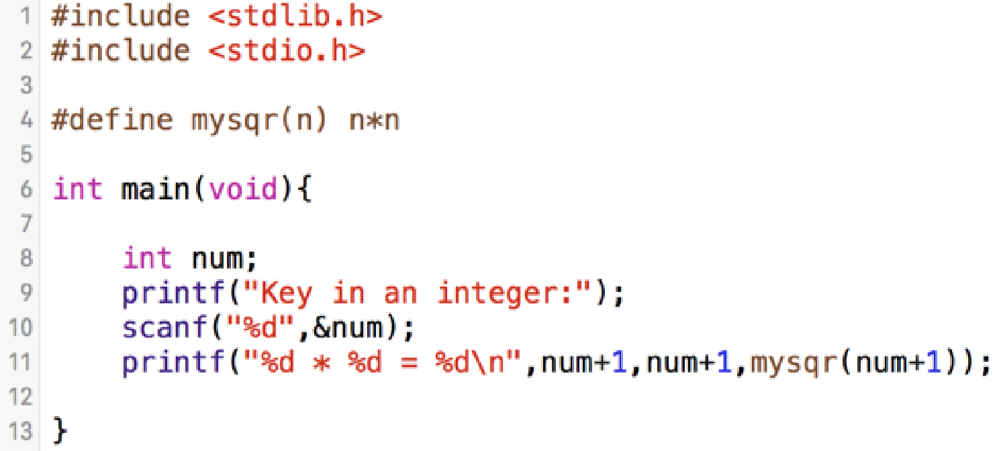 1 #include <stdlib.h>
2 #include <stdio.h>
3
4 #define mysqr(n) n*n
5
6 int main(void){
7
8     int num;
9     printf("Key in an integer:");
10     scanf("%d",&num);
11     printf("%d * %d = %d\n",num+1,num+1,mysqr(num+1));
12
13 }